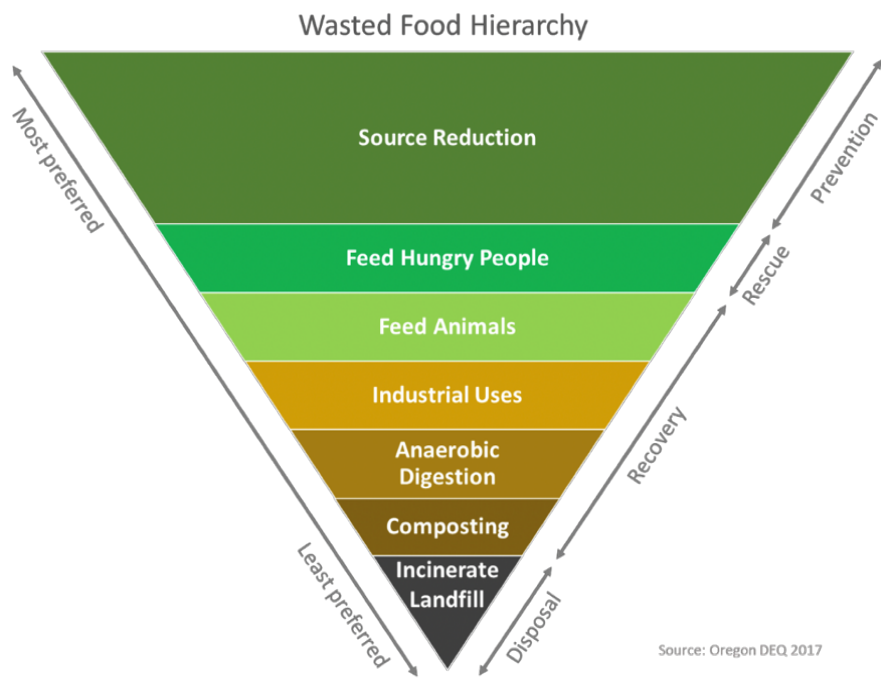 Wasted Food Hierarchy
Most preferred
Least preferred
Source Reduction
Feed Hungry People
Feed Animals
Industrial Uses
Anaerobic
Digestion
Composting
Incinerate
Landfill
Prevention
Rescue
Recovery
Disposal
Source: Oregon DEQ 2017